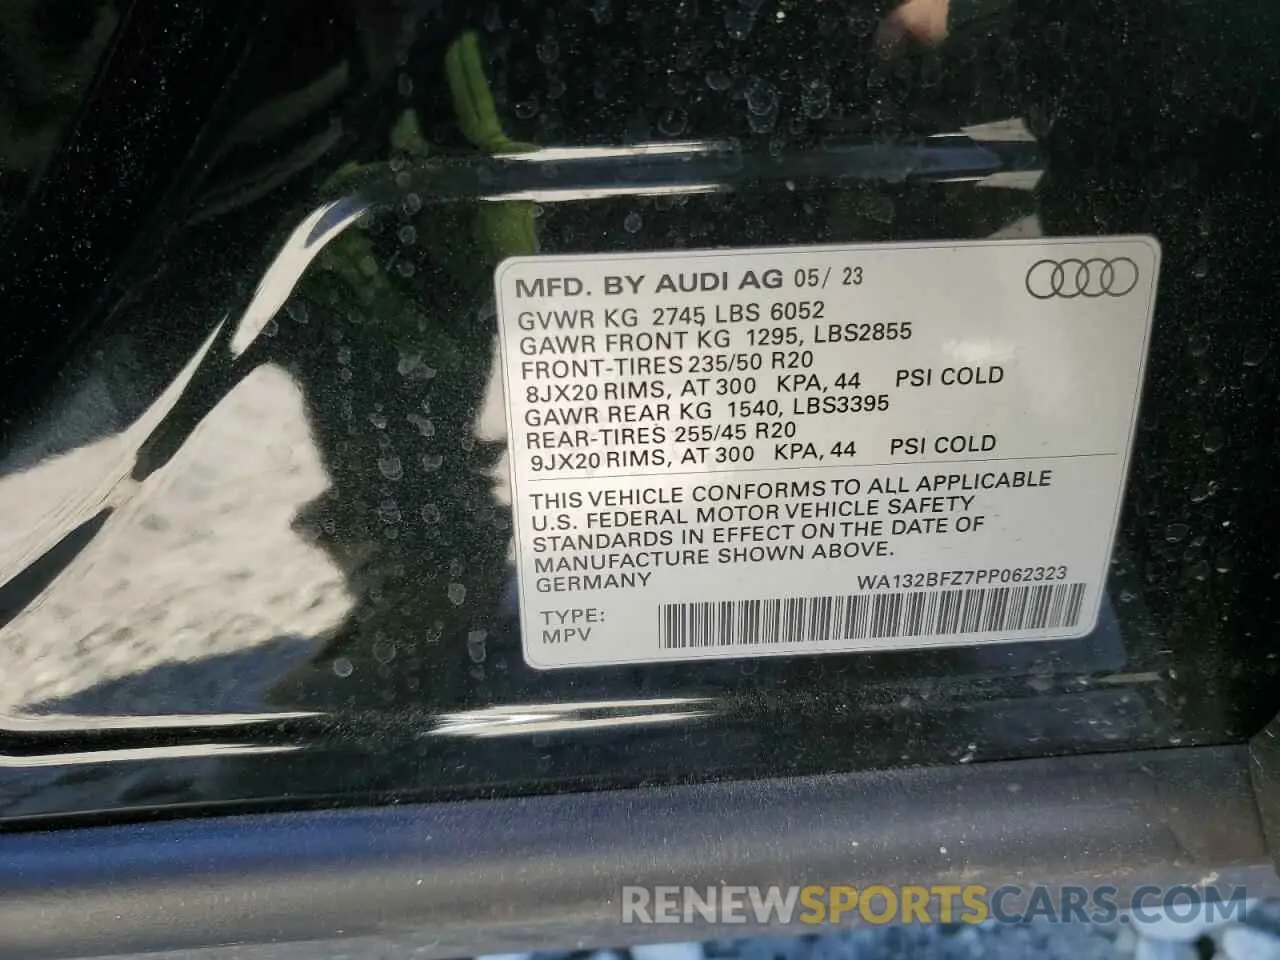 MFD. BY AUDI AG 05/ 23
GVWR KG 2745 LBS 6052
GAWR FRONT KG 1295, LBS2855
FRONT-TIRES 235/50 R20
8JX20 RIMS, AT 300 KPA, 44 PSI COLD
GAWR REAR KG 1540, LBS3395
REAR-TIRES 255/45 R20
9JX20 RIMS, AT 300 KPA, 44 PSI COLD
THIS VEHICLE CONFORMS TO ALL APPLICABLE
U.S. FEDERAL MOTOR VEHICLE SAFETY
STANDARDS IN EFFECT ON THE DATE OF
MANUFACTURE SHOWN ABOVE.
GERMANY WA132BFZ7PP062323
TYPE:
MPV
RENEWSPORTSCARS.COM